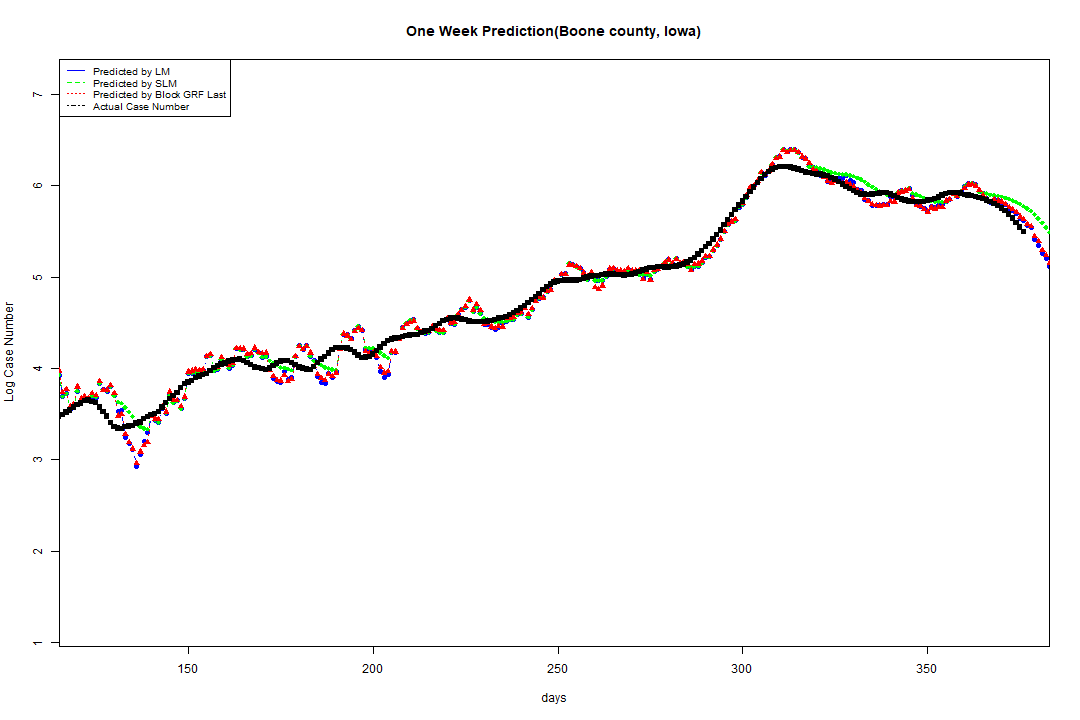 One Week Prediction(Boone county, Iowa)
Predicted by LM
Predicted by SLM
Predicted by Block GRF Last
Actual Case Number
7
6
5
4
3
2
1
Log Case Number
150 200 250 300 350
days